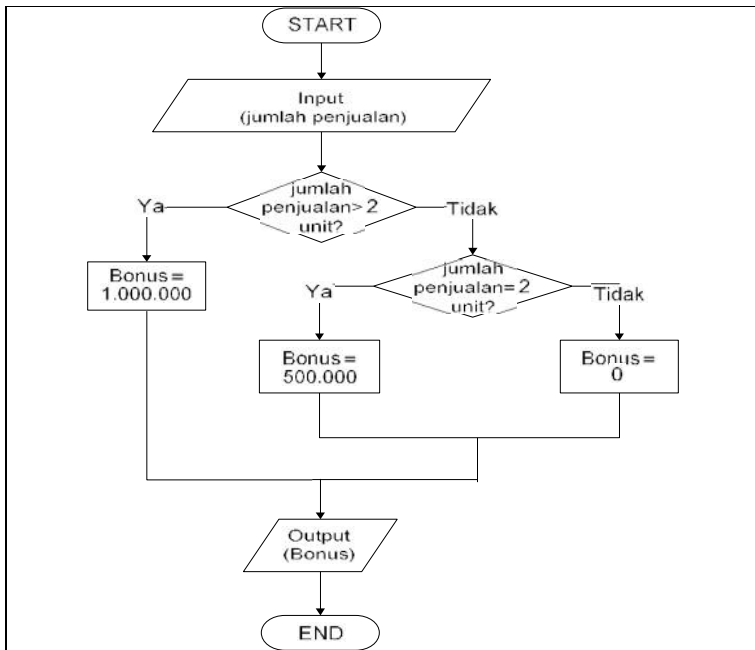 START
Input
(jumlah penjualan)
jumlah
penjualan> 2
unit?
Ya
Tidak
Bonus =
1.000.000
jumlah
penjualan= 2
unit?
Ya
Tidak
Bonus =
500.000
Bonus =
0
Output
(Bonus)
END